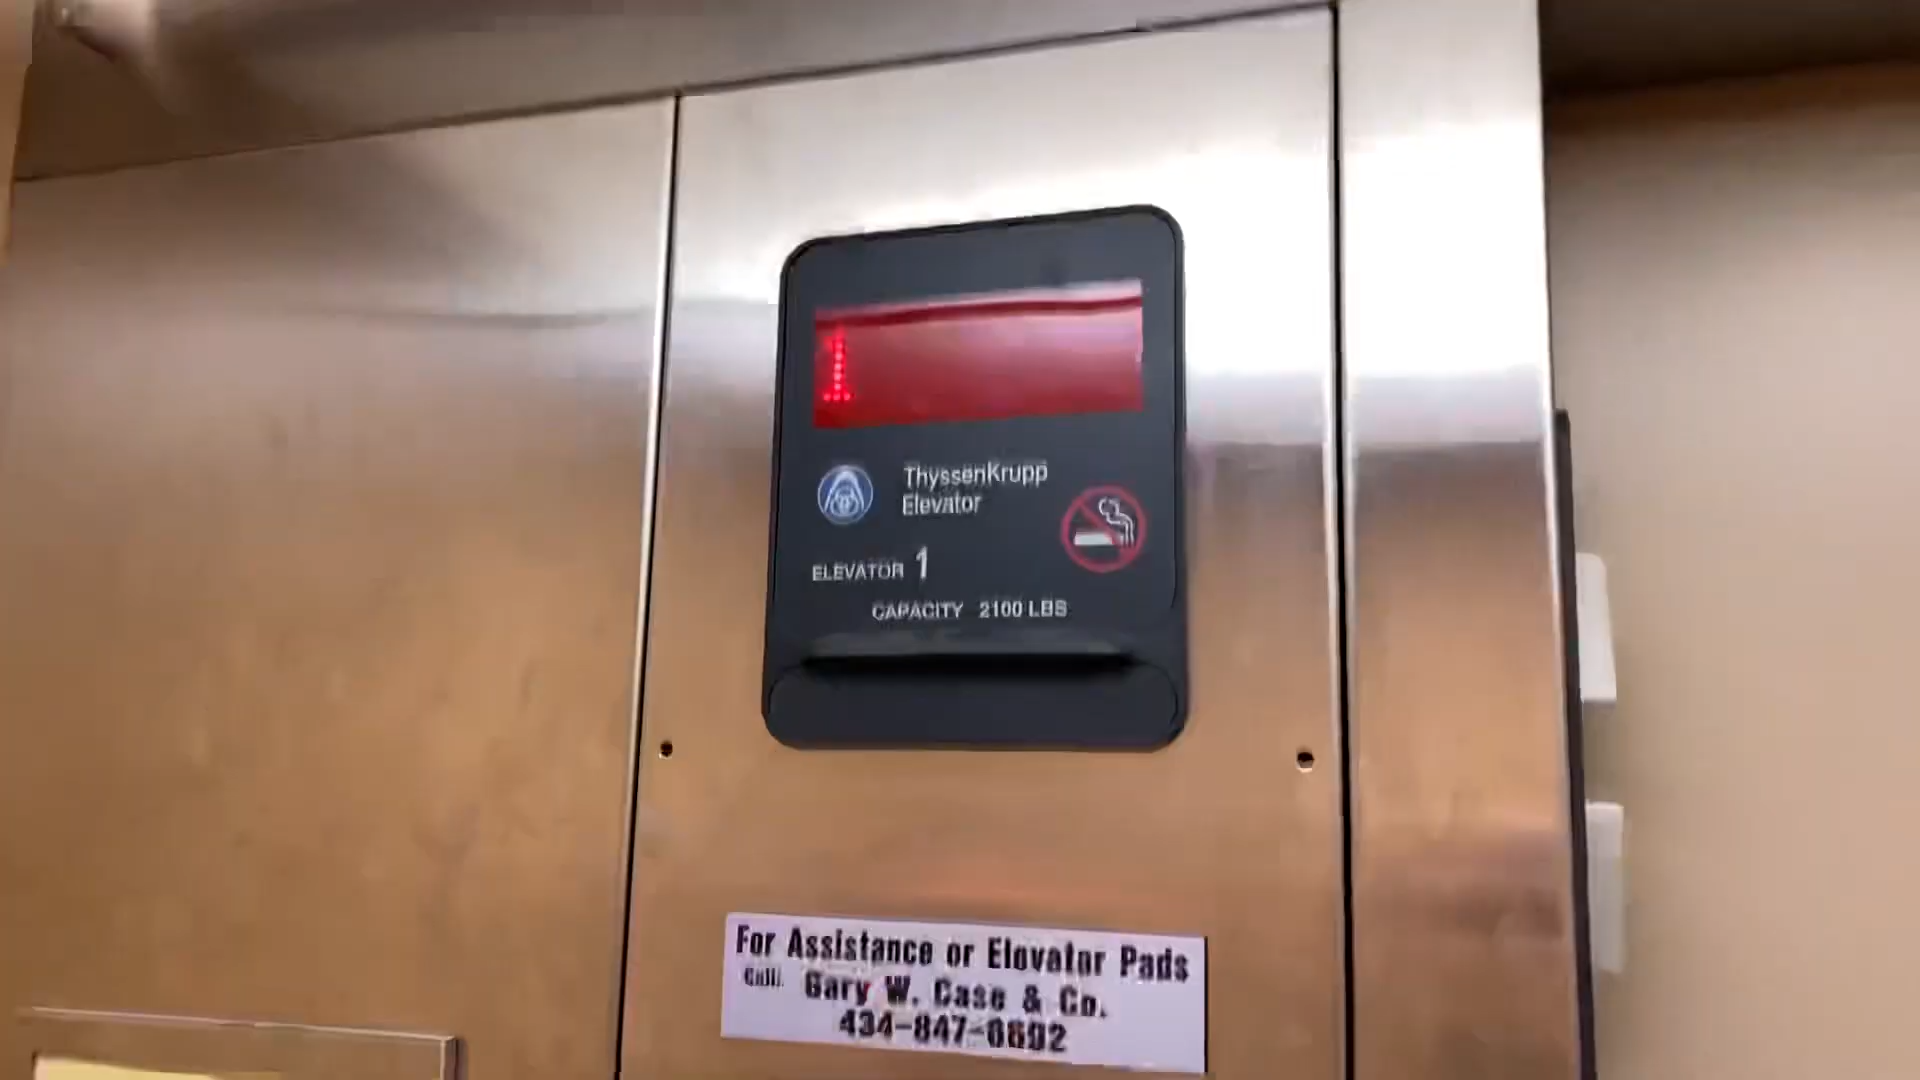 1
ThyssenKrupp
Elevator
ELEVATOR 1
CAPACITY 2100 LBS
For Assistance or Elevator Pads
Call: Gary W. Case & Co.
434-847-6692